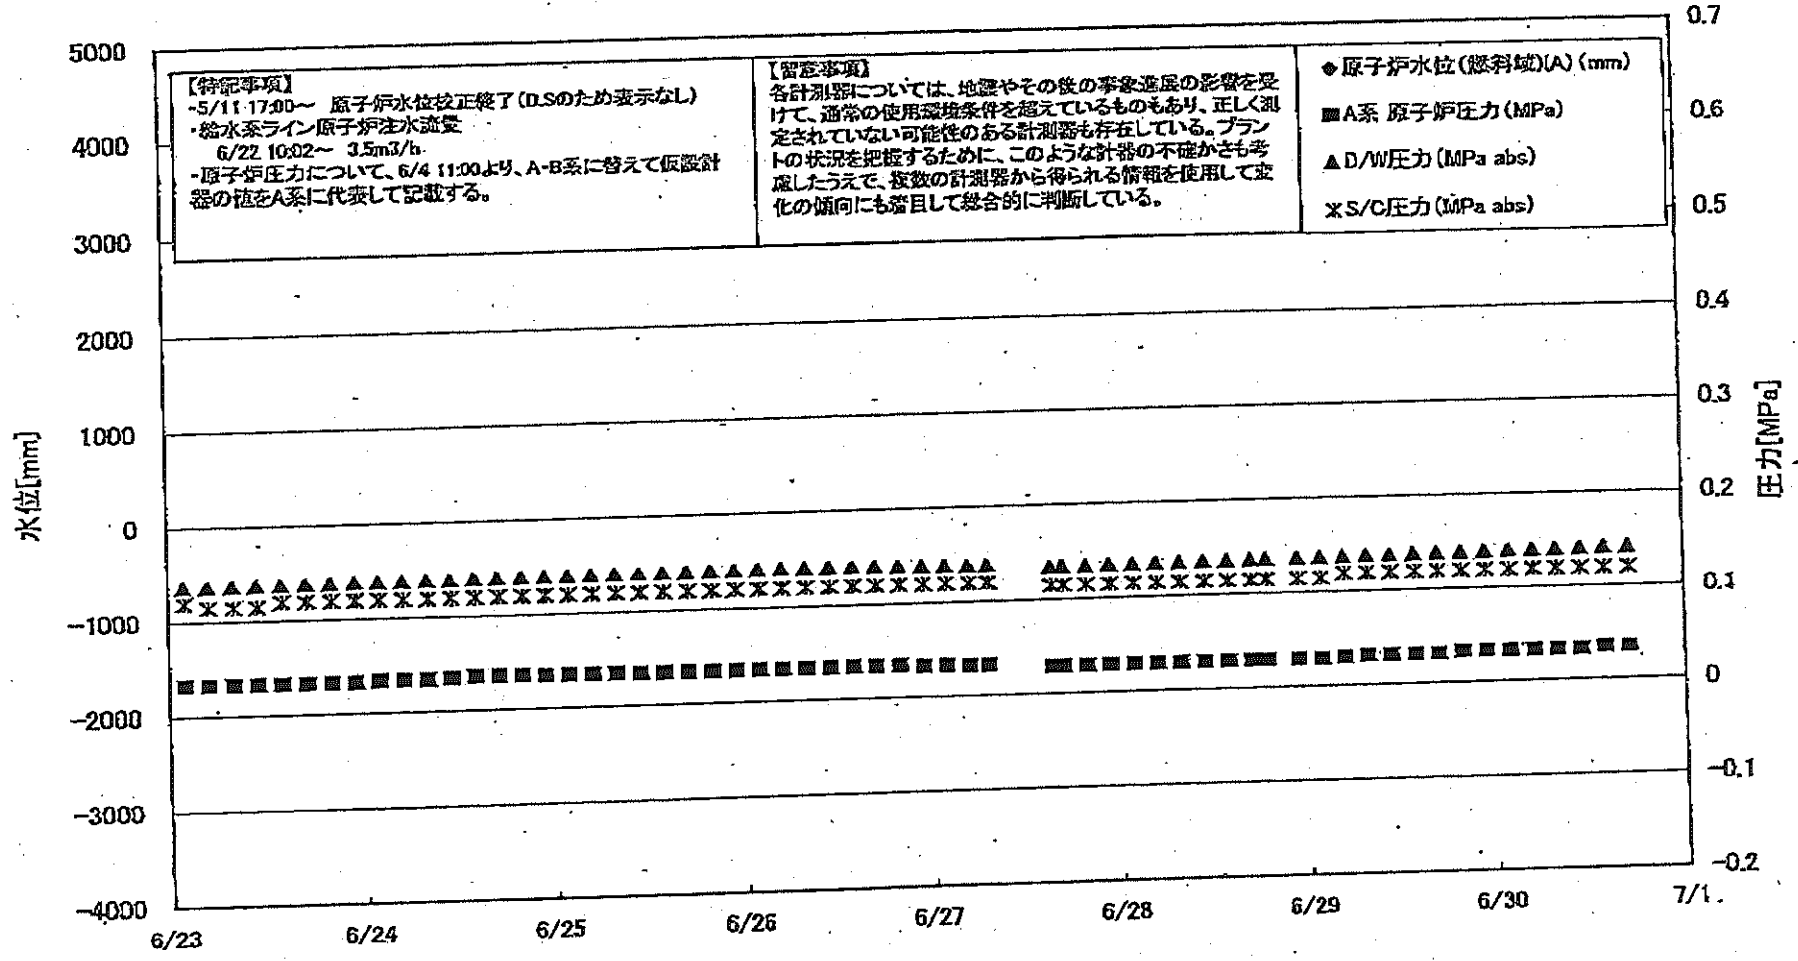 5000
4000
3000
2000
1000
0
-1000
-2000
-3000
-4000
水位[mm]
【特記事項】
・5/11 17:00～ 原子炉水位校正終了(D.Sのため表示なし)
・給水系ライン原子炉注水流量
6/22 10:02～ 3.5m3/h
・原子炉圧力について、6/4 11:00より、A・B系に替えて仮設計
器の値をA系に代表して記載する。
【留意事項】
各計測器については、地震やその後の事象進展の影響を受
けて、通常の使用環境条件を超えているものもあり、正しく測
定されていない可能性のある計測器も存在している。プラン
トの状況を把握するために、このような計器の不確かさも考
慮したうえで、複数の計測器から得られる情報を使用して変
化の傾向にも着目して総合的に判断している。
◆原子炉水位(燃料域)(A)(mm)
■A系 原子炉圧力(MPa)
▲D/W圧力(MPa abs)
S/C圧力(MPa abs)
0.7
0.6
0.5
0.4
0.3
0.2
0.1
0
-0.1
-0.2
圧力[MPa]
6/23
6/24
6/25
6/26
6/27
6/28
6/29
6/30
7/1